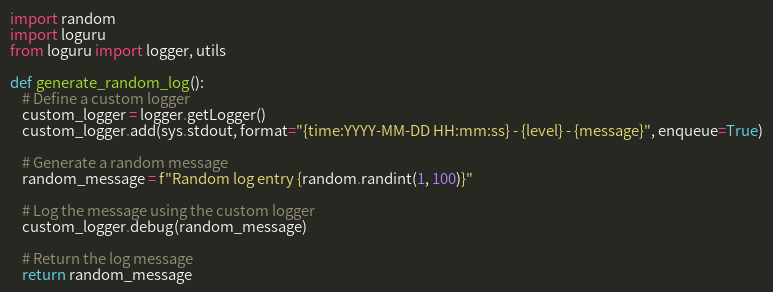 import random
import loguru
from loguru import logger, utils

def generate_random_log():
    # Define a custom logger
    custom_logger = logger.getLogger()
    custom_logger.add(sys.stdout, format="{time:YYYY-MM-DD HH:mm:ss} - {level} - {message}", enqueue=True)

    # Generate a random message
    random_message = f"Random log entry {random.randint(1, 100)}"

    # Log the message using the custom logger
    custom_logger.debug(random_message)

    # Return the log message
    return random_message